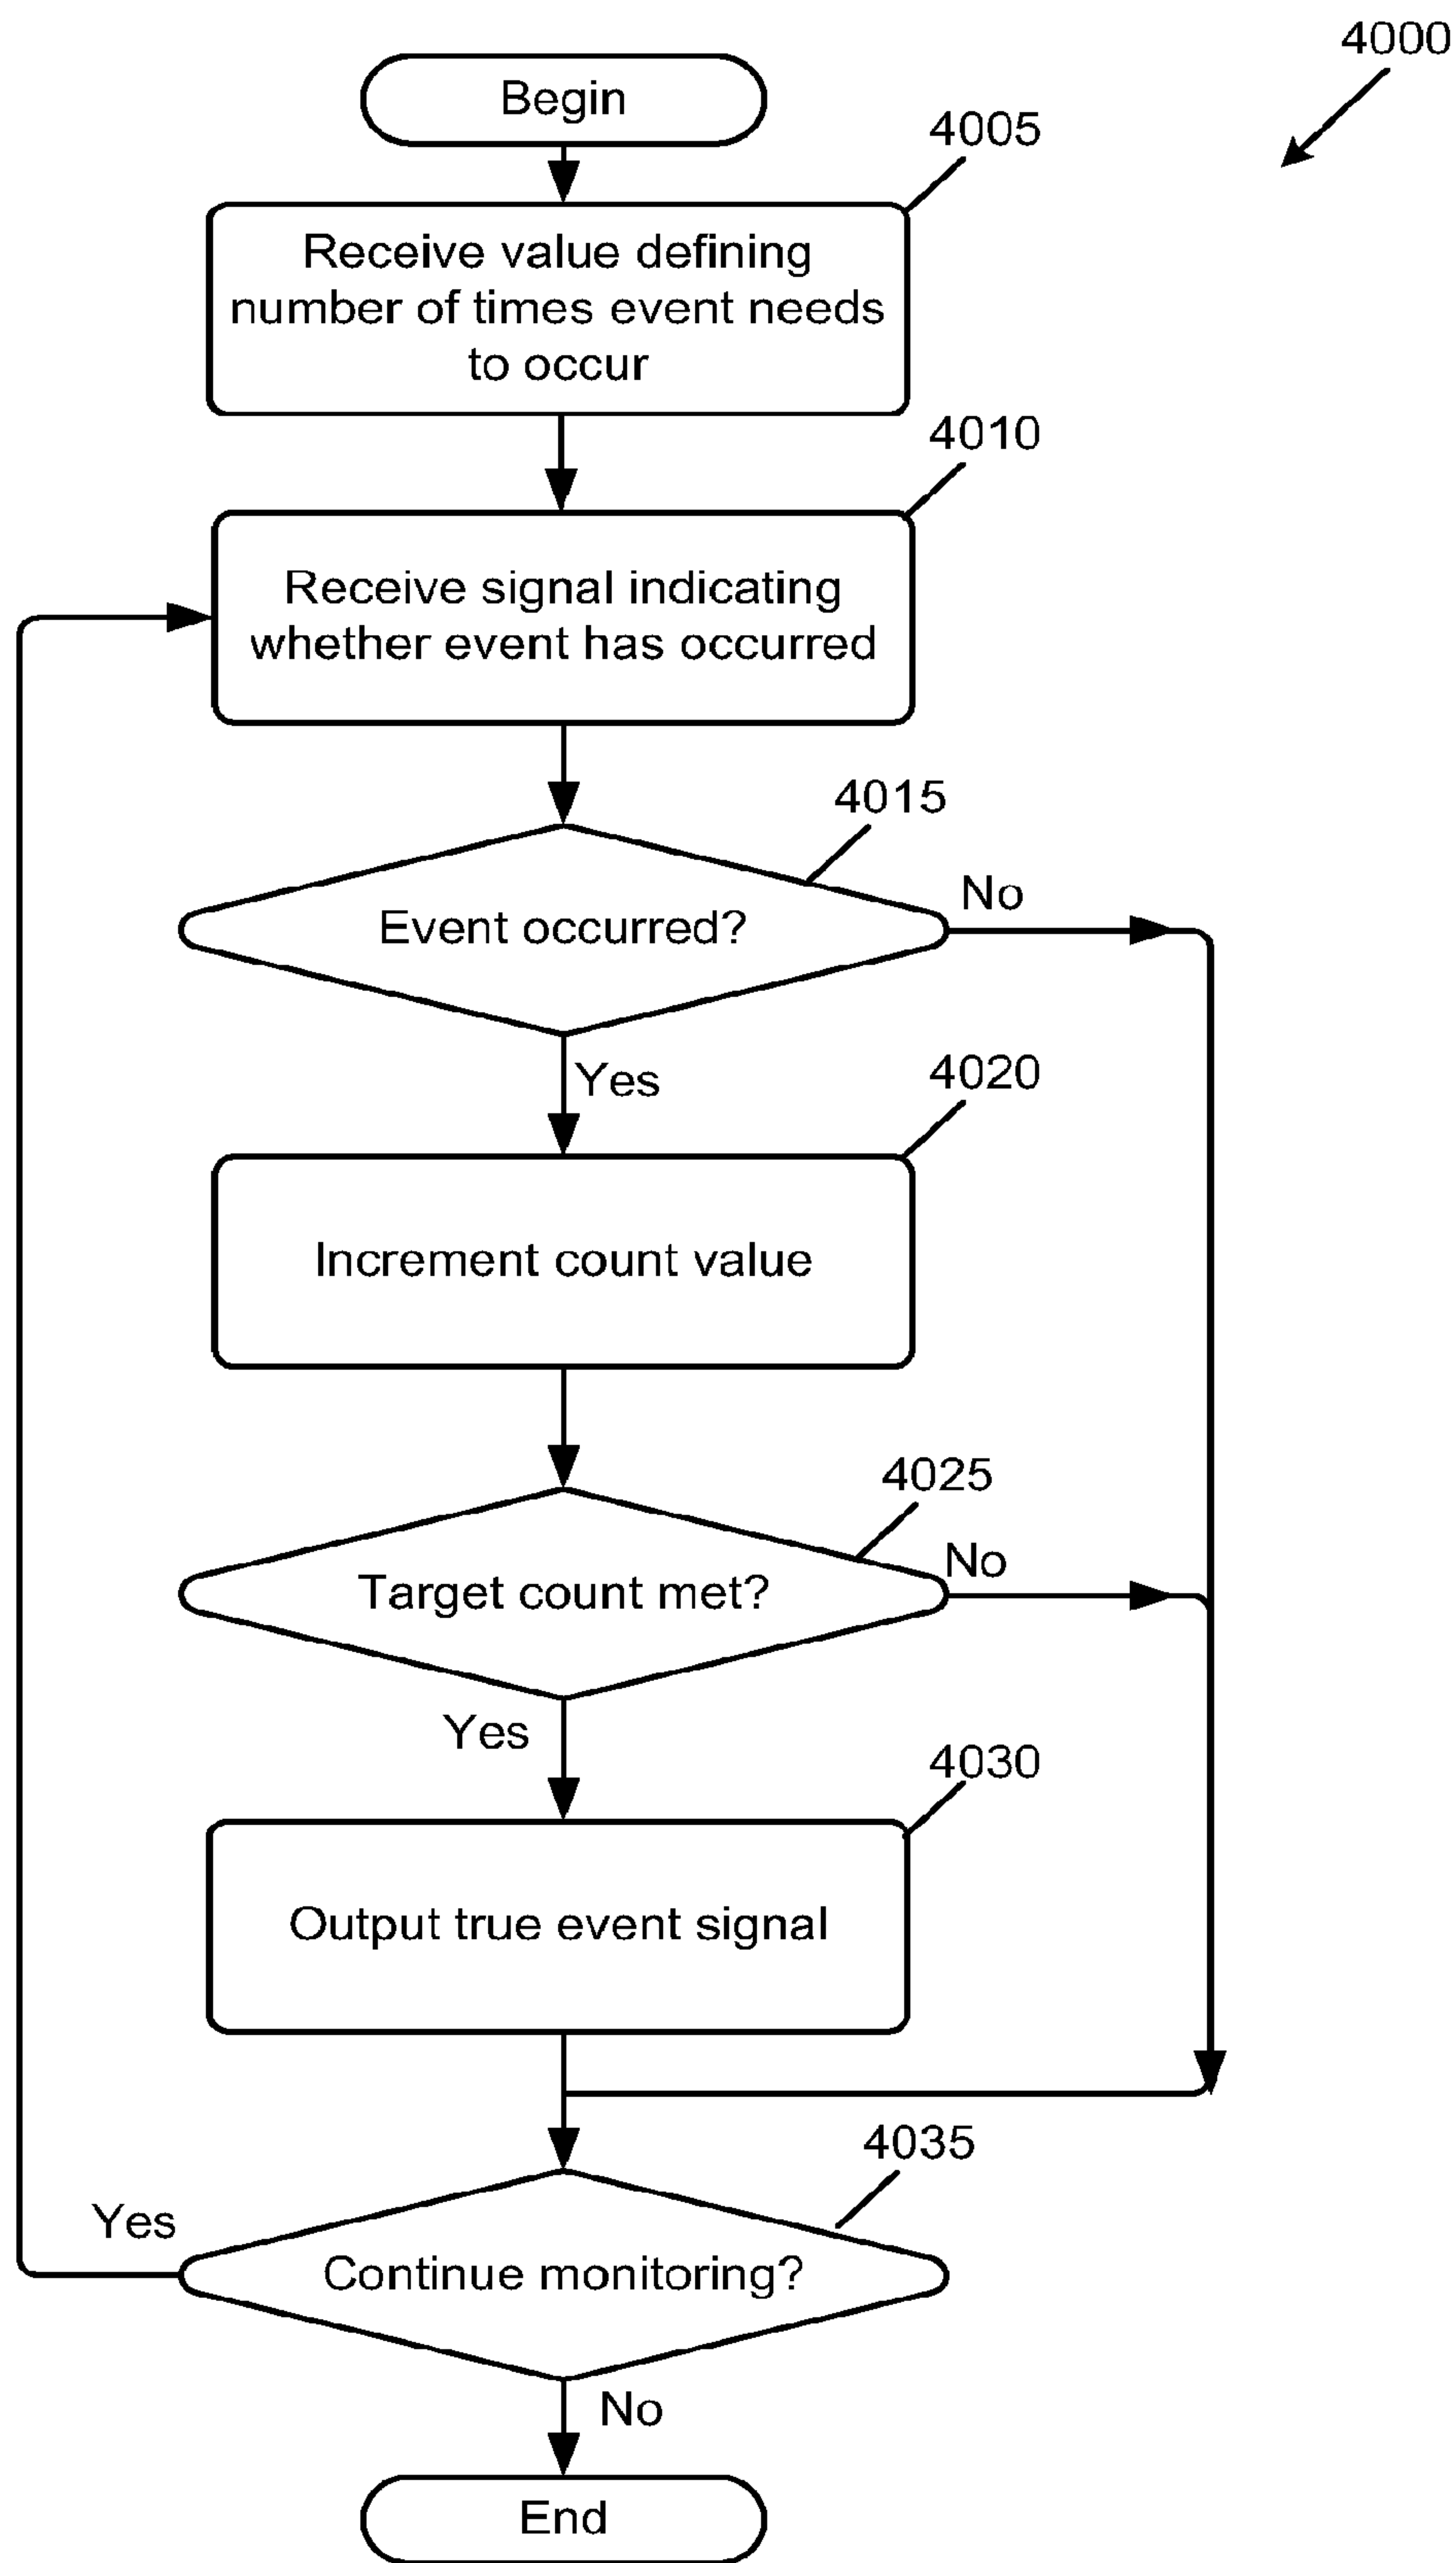 4000
Begin
4005
Receive value defining
number of times event needs
to occur
4010
Receive signal indicating
whether event has occurred
4015
Event occurred?
No
Yes
4020
Increment count value
4025
Target count met?
No
Yes
4030
Output true event signal
4035
Yes
Continue monitoring?
No
End